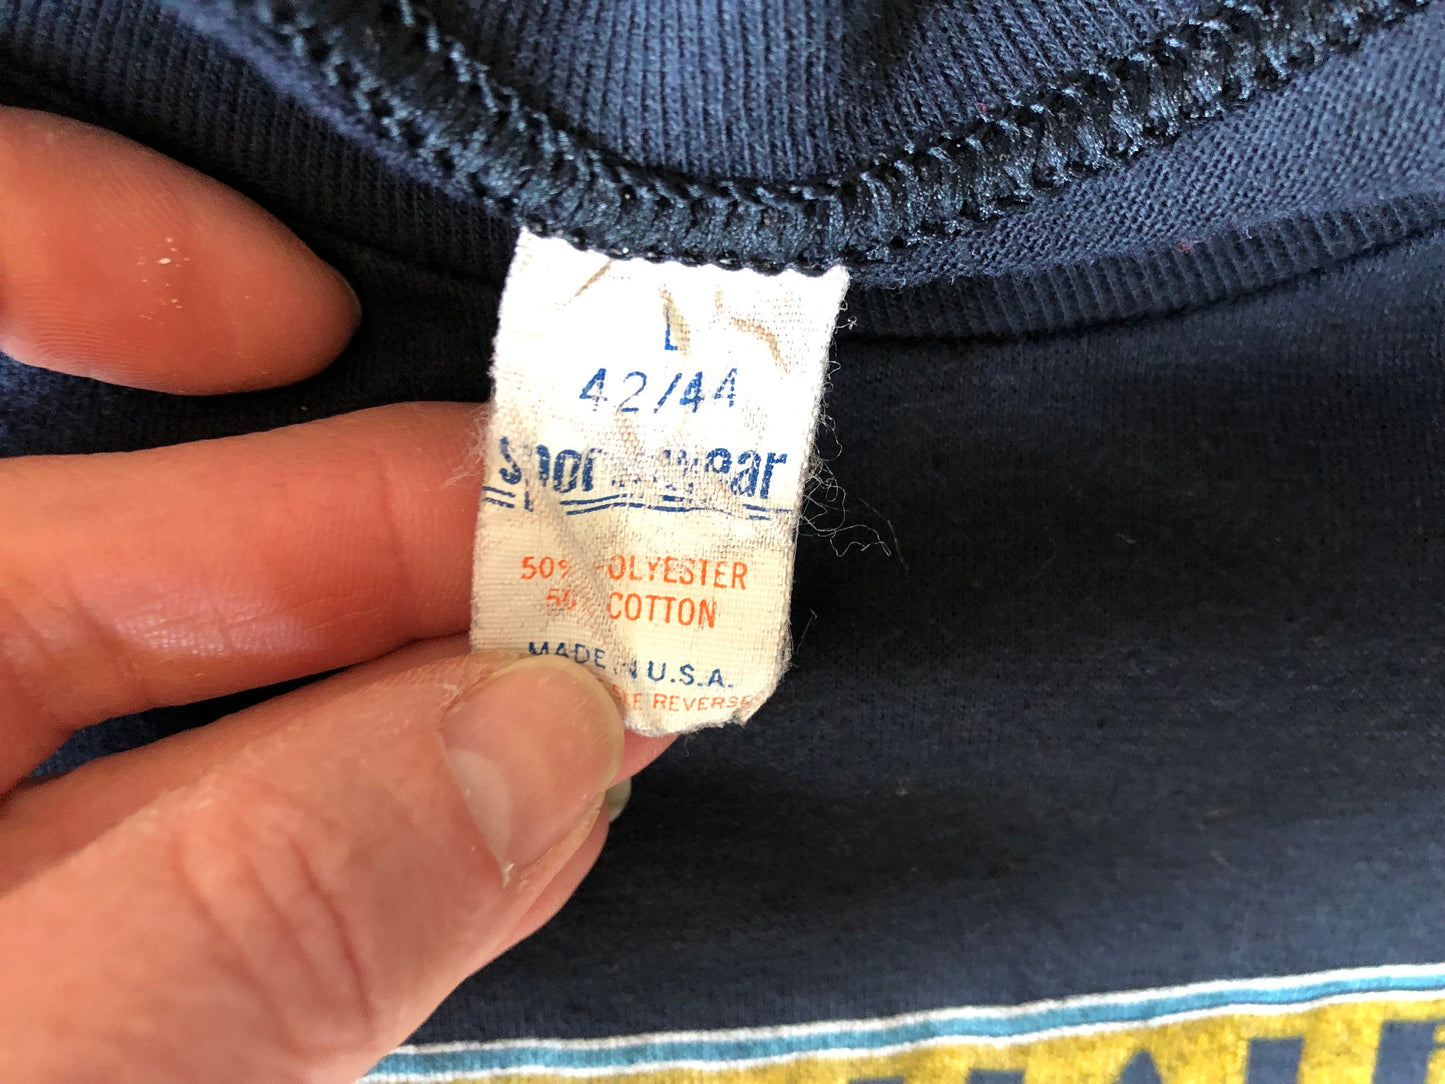 L
42/44
sportswear
50% POLYESTER
50% COTTON
MADE IN U.S.A.
REVERSE